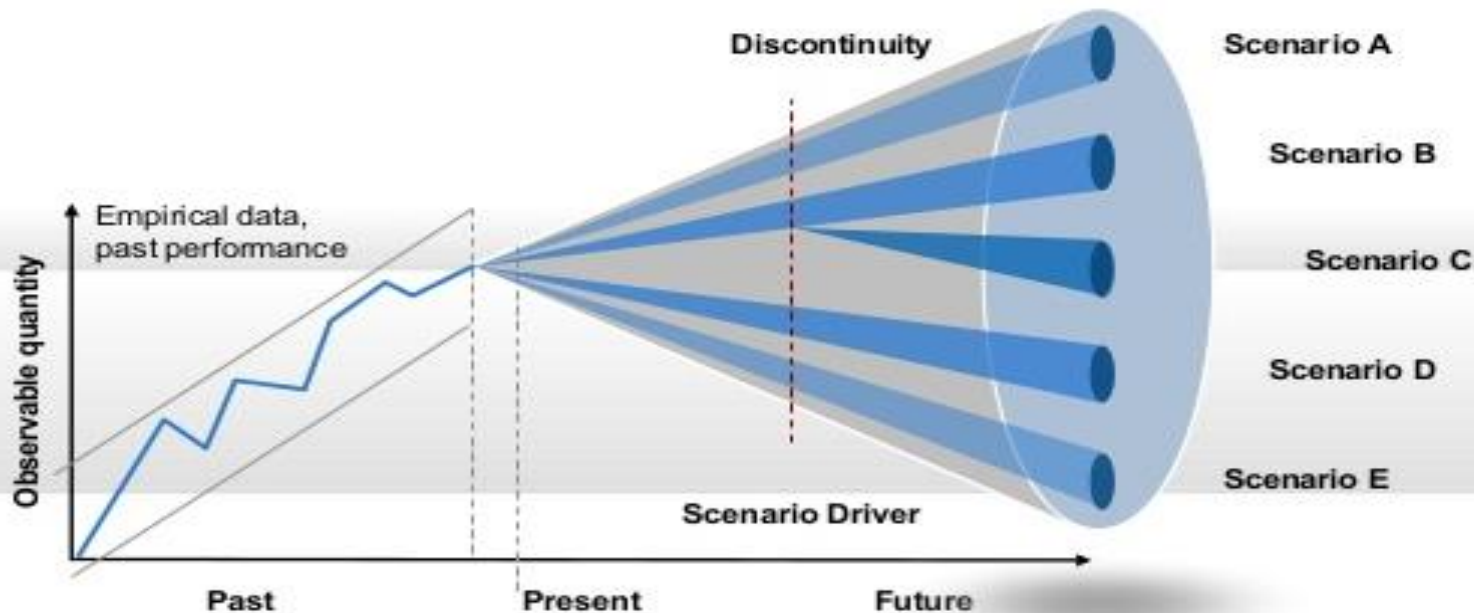 Discontinuity
Scenario A
Scenario B
Empirical data,
past performance
Observable quantity
Scenario C
Scenario D
Scenario E
Scenario Driver
Past
Present
Future